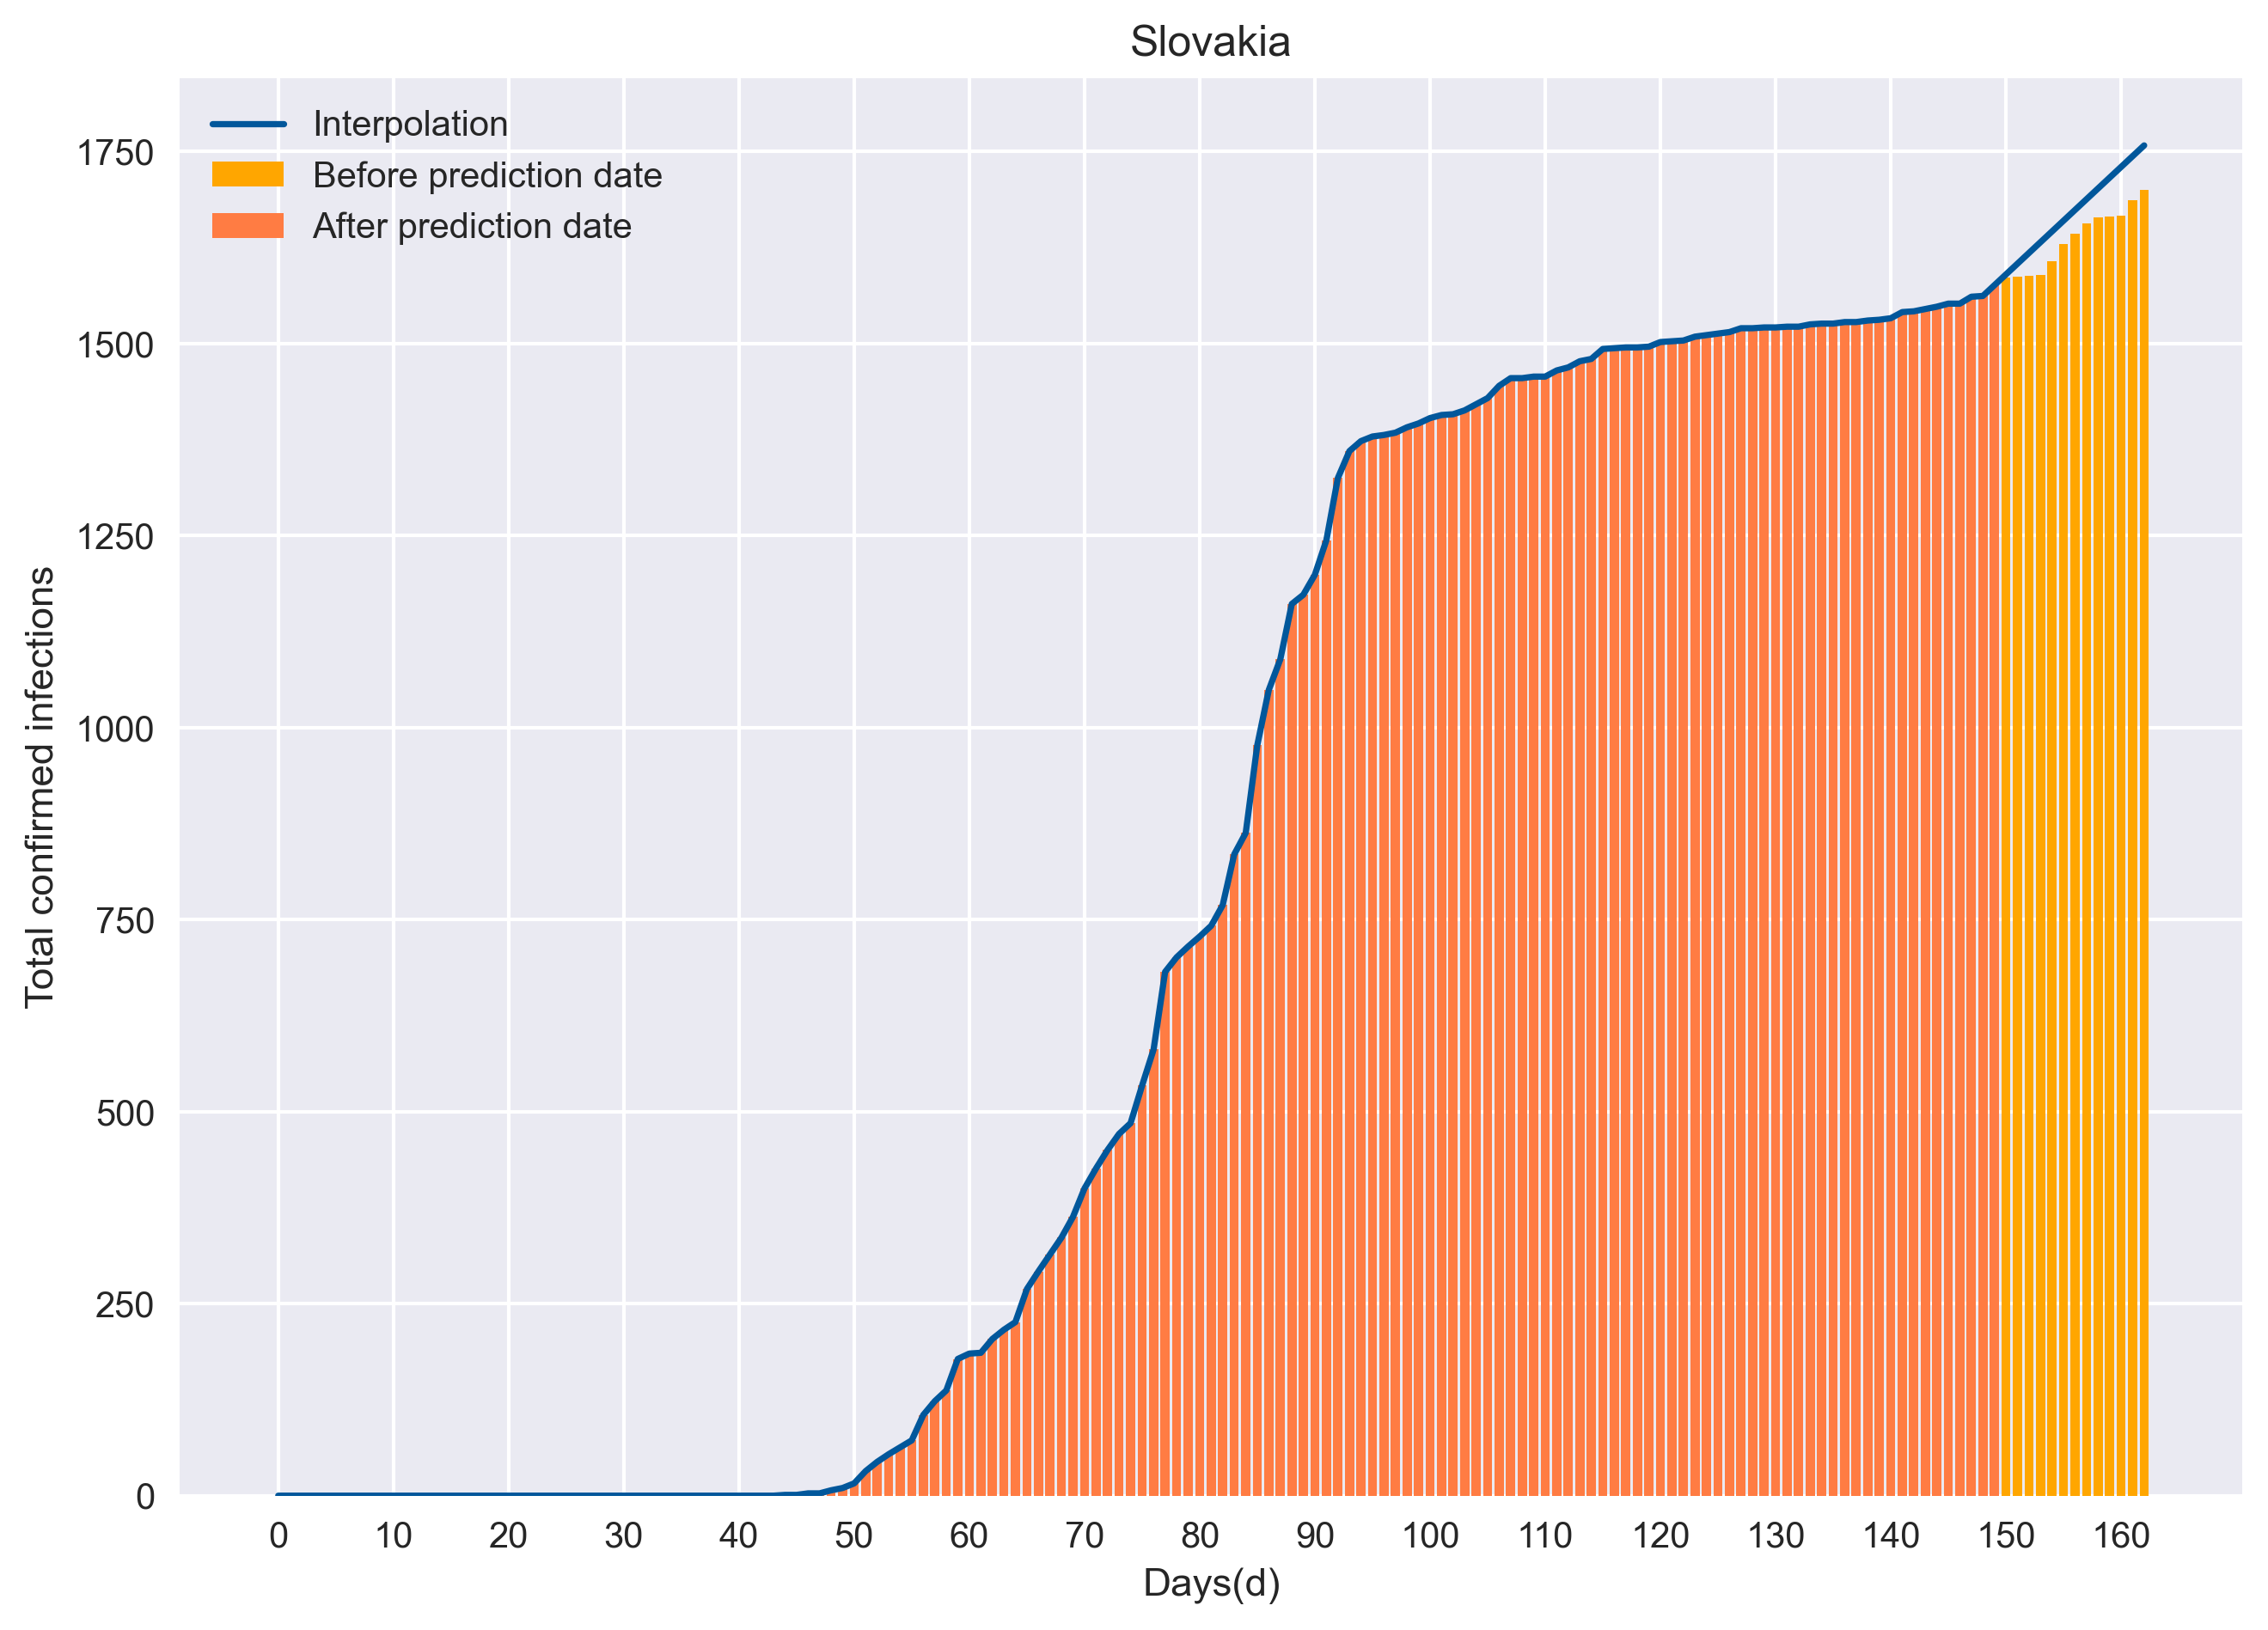 Slovakia
Interpolation
Before prediction date
After prediction date
1750
1500
1250
1000
750
500
250
0
Total confirmed infections
0 10 20 30 40 50 60 70 80 90 100 110 120 130 140 150 160
Days(d)